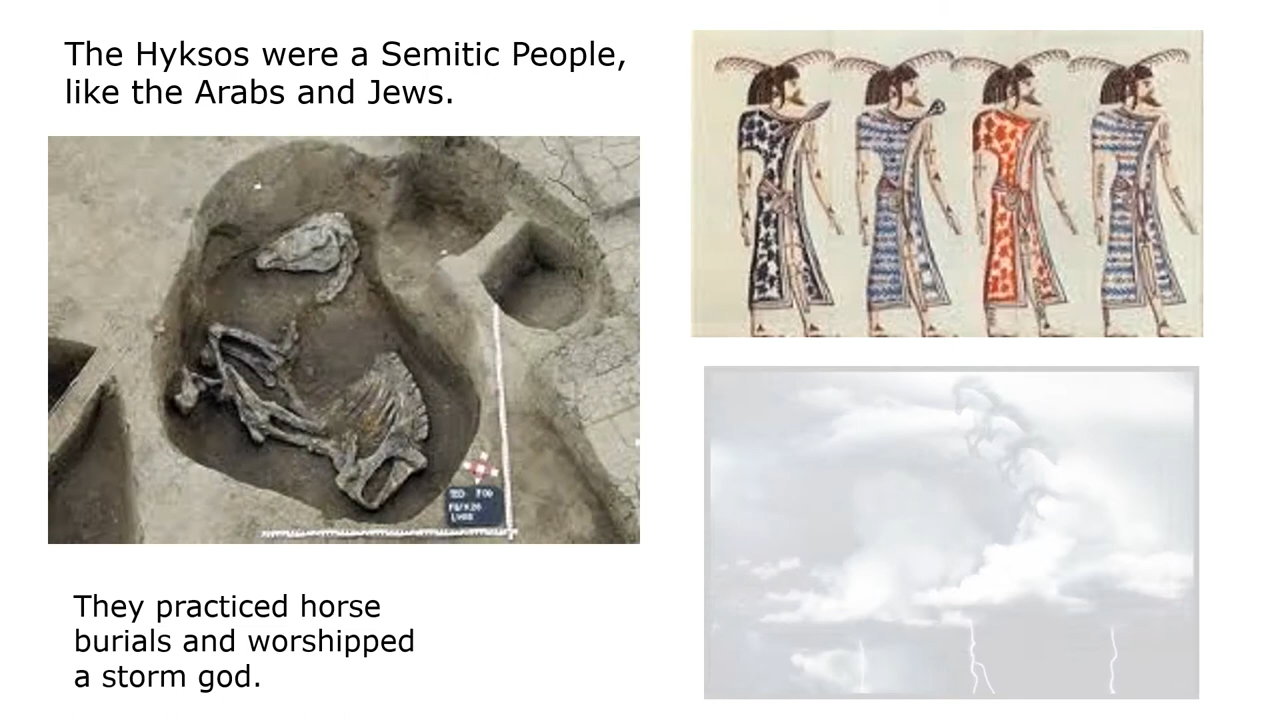 The Hyksos were a Semitic People,
like the Arabs and Jews.
They practiced horse
burials and worshipped
a storm god.